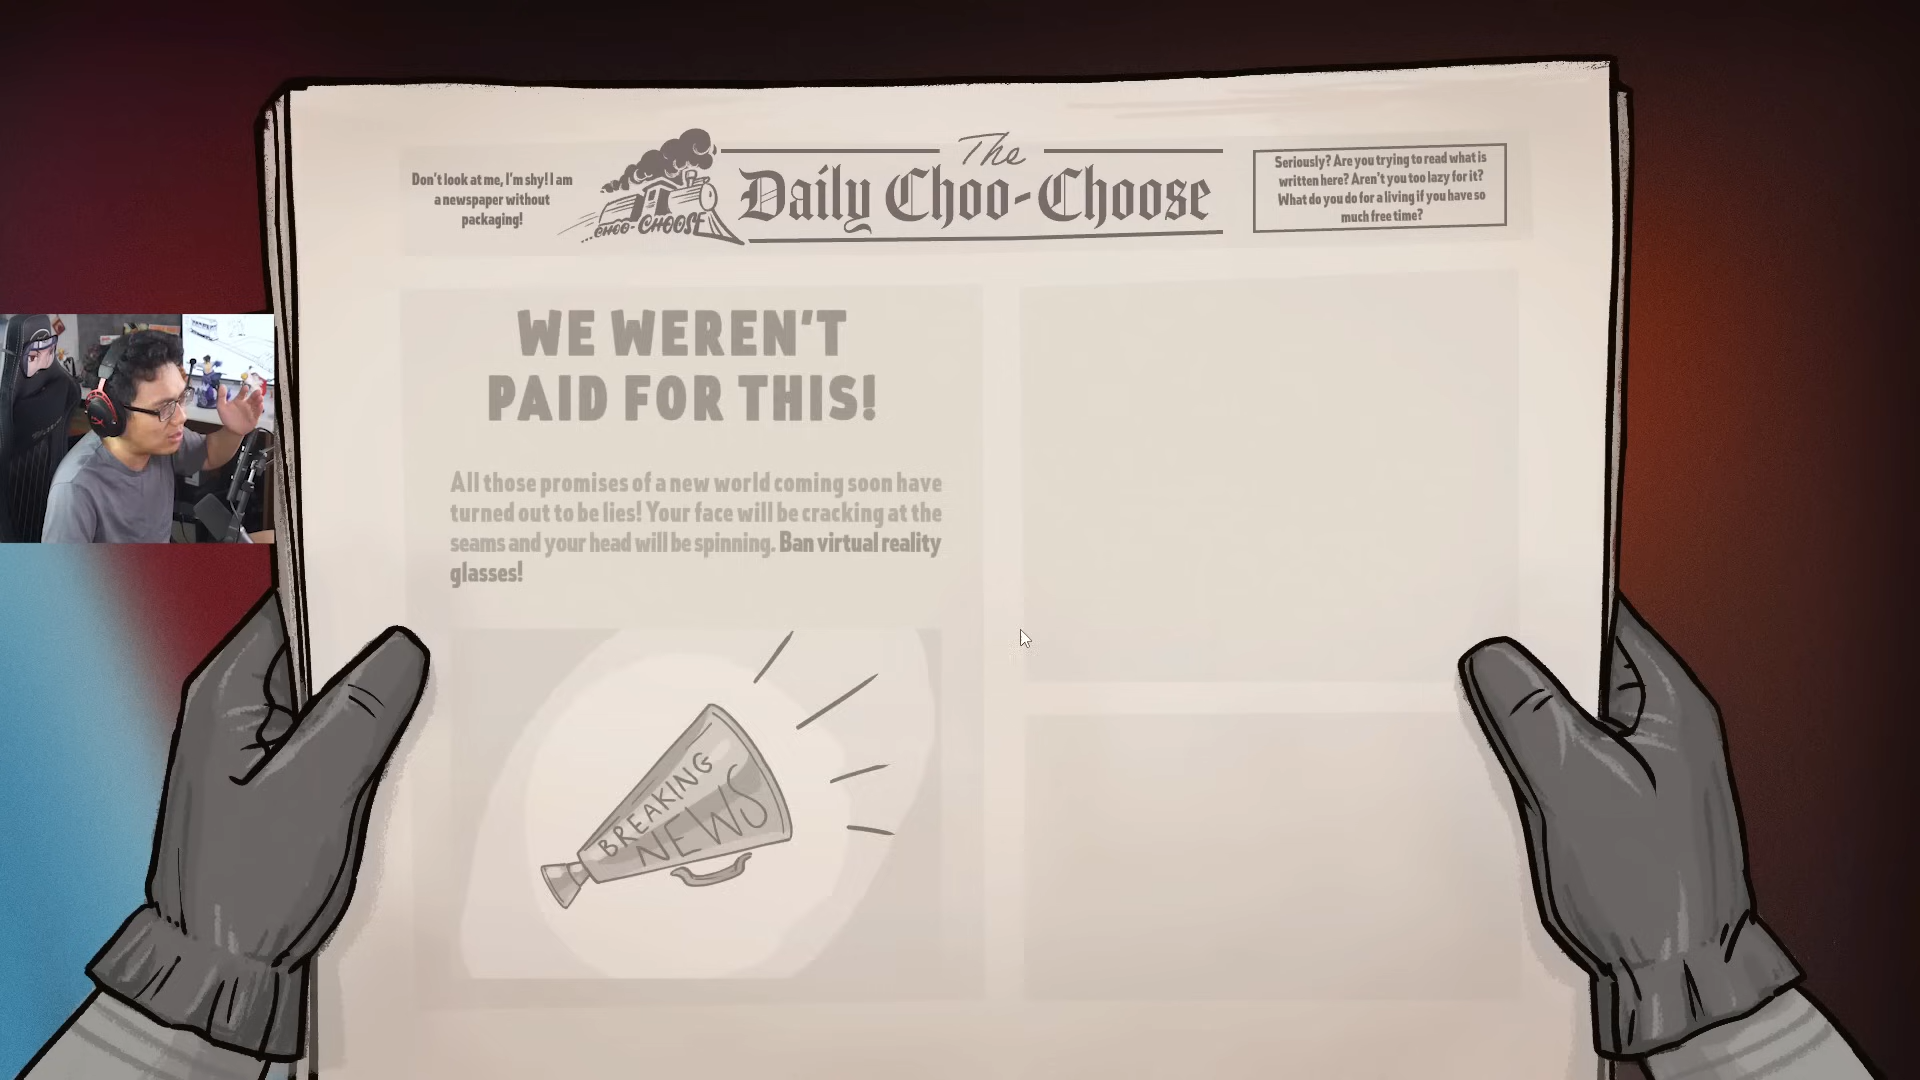 Don't look at me, I'm shy! I am
a newspaper without
packaging!
...CHOO-CHOOSE
The
Daily Choo-Choose
Seriously? Are you trying to read what is
written here? Aren't you too lazy for it?
What do you do for a living if you have so
much free time?
WE WEREN'T
PAID FOR THIS!
All those promises of a new world coming soon have
turned out to be lies! Your face will be cracking at the
seams and your head will be spinning. Ban virtual reality
glasses!
BREAKING
NEWS